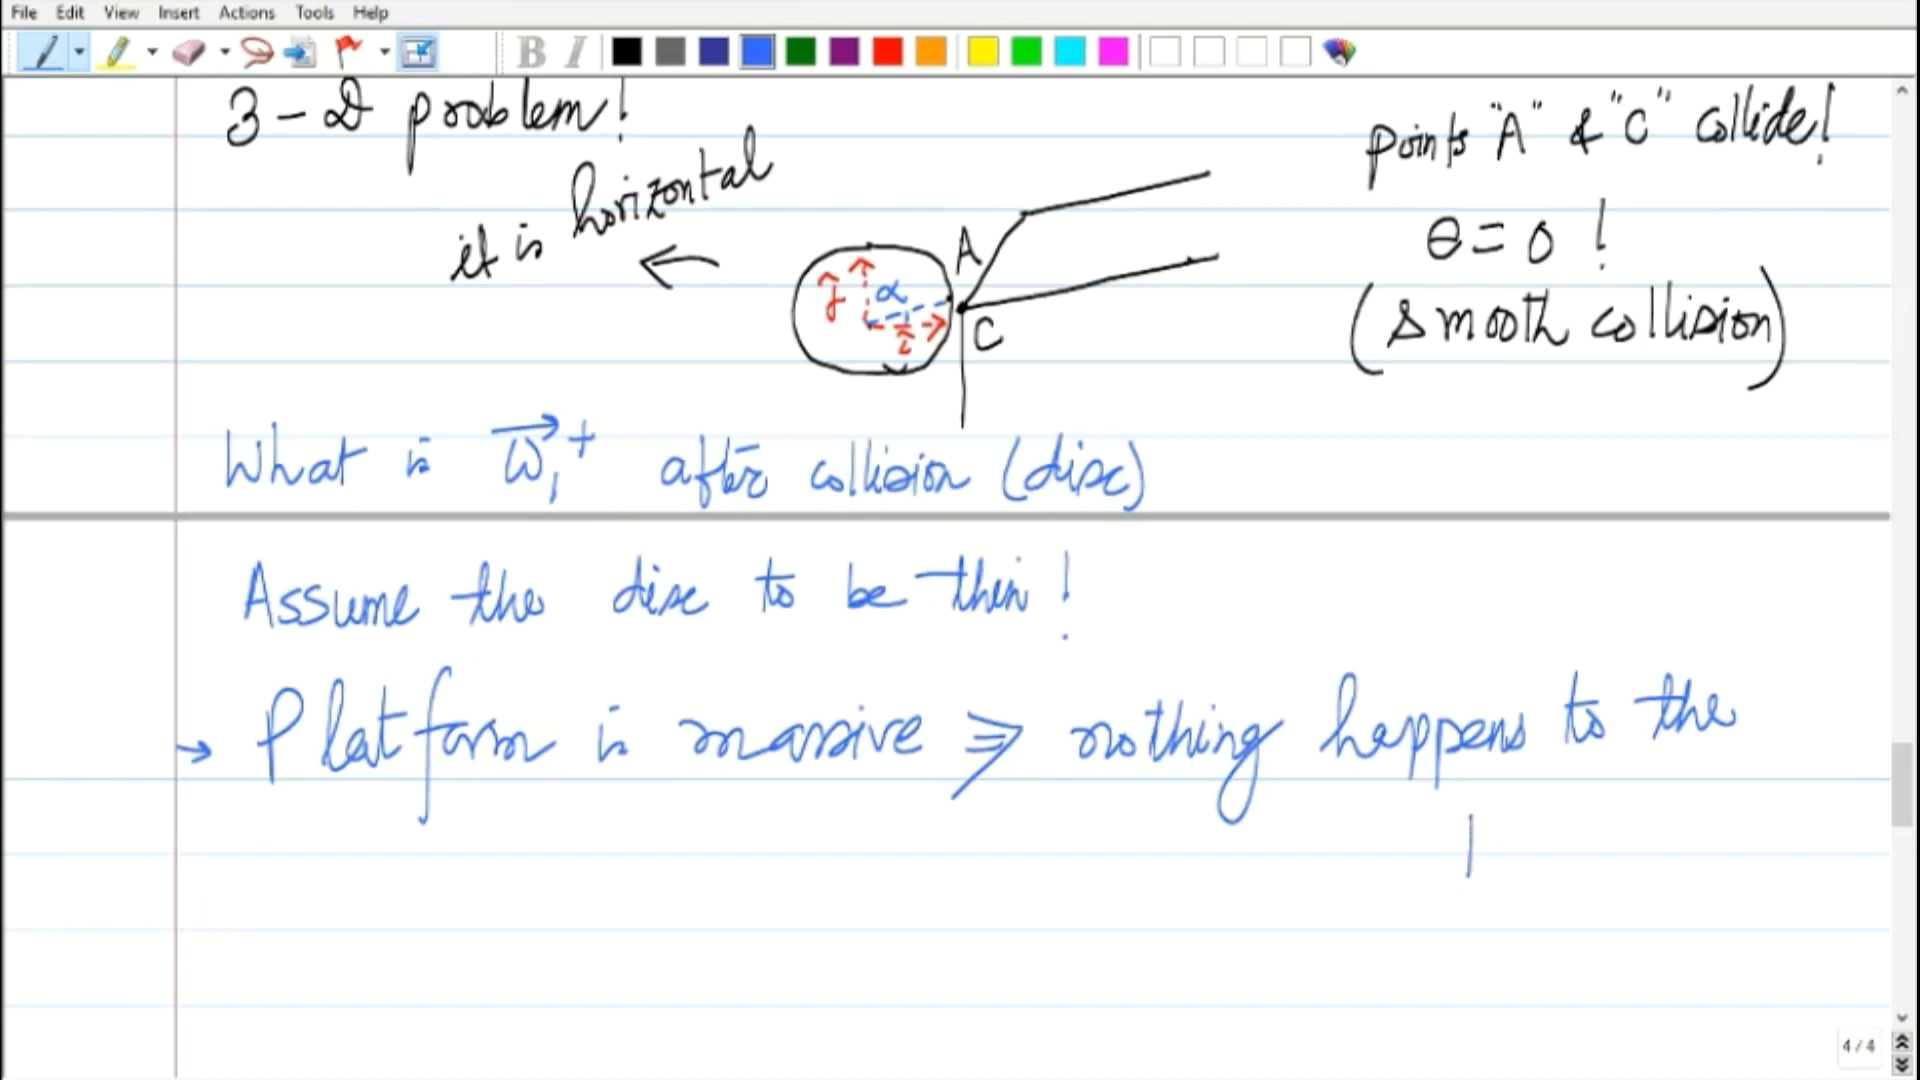 File Edit View Insert Actions Tools Help
B I
3-D problem!
it is horizontal
points "A" & "C" collide!
θ = 0 !
(smooth collision)
A
C
ĵ
α
î
What is ω₁⁺ after collision (disc)
Assume the disc to be thin!
→ Platform is massive ⇒ nothing happens to the
4/4